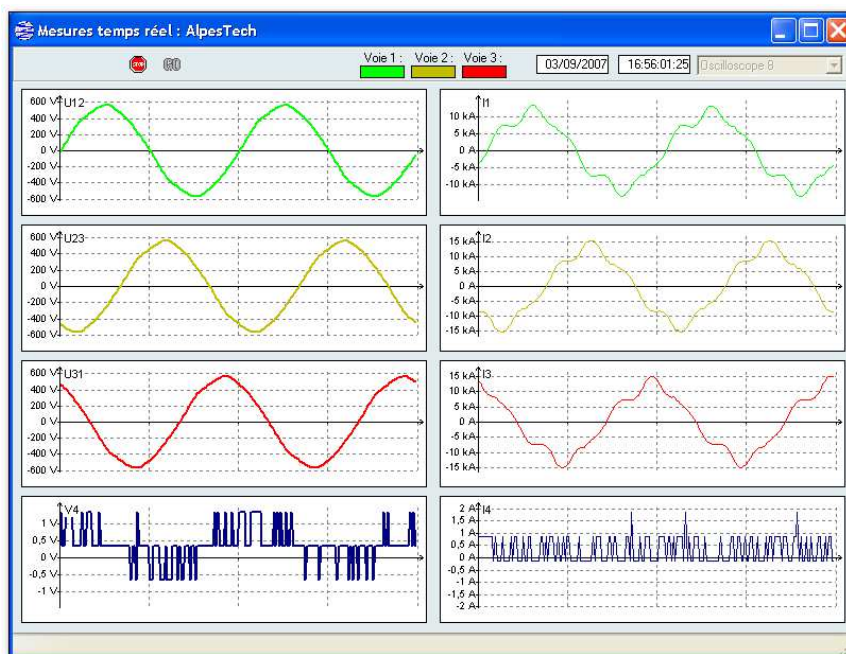 Mesures temps réel : AlpesTech
STOP GO Voie 1 : Voie 2 : Voie 3 : 03/09/2007 16:56:01:25 Oscilloscope 8
U12
600 V
400 V
200 V
0 V
-200 V
-400 V
-600 V
I1
10 kA
5 kA
0 A
-5 kA
-10 kA
U23
600 V
400 V
200 V
0 V
-200 V
-400 V
-600 V
I2
15 kA
10 kA
5 kA
0 A
-5 kA
-10 kA
-15 kA
U31
600 V
400 V
200 V
0 V
-200 V
-400 V
-600 V
I3
15 kA
10 kA
5 kA
0 A
-5 kA
-10 kA
-15 kA
V4
1 V
0,5 V
0 V
-0,5 V
-1 V
I4
2 A
1,5 A
1 A
0,5 A
0 A
-0,5 A
-1 A
-1,5 A
-2 A